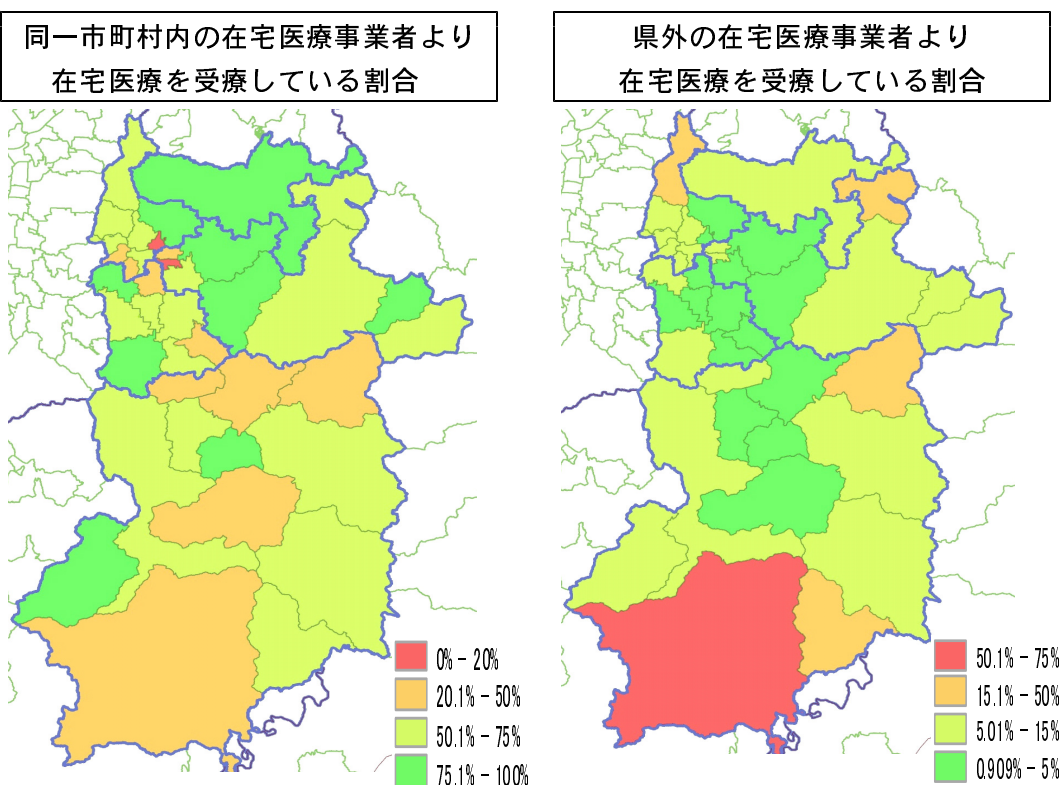 同一市町村内の在宅医療事業者より
在宅医療を受療している割合
県外の在宅医療事業者より
在宅医療を受療している割合
0% - 20%
20.1% - 50%
50.1% - 75%
75.1% - 100%
50.1% - 75%
15.1% - 50%
5.01% - 15%
0.909% - 5%